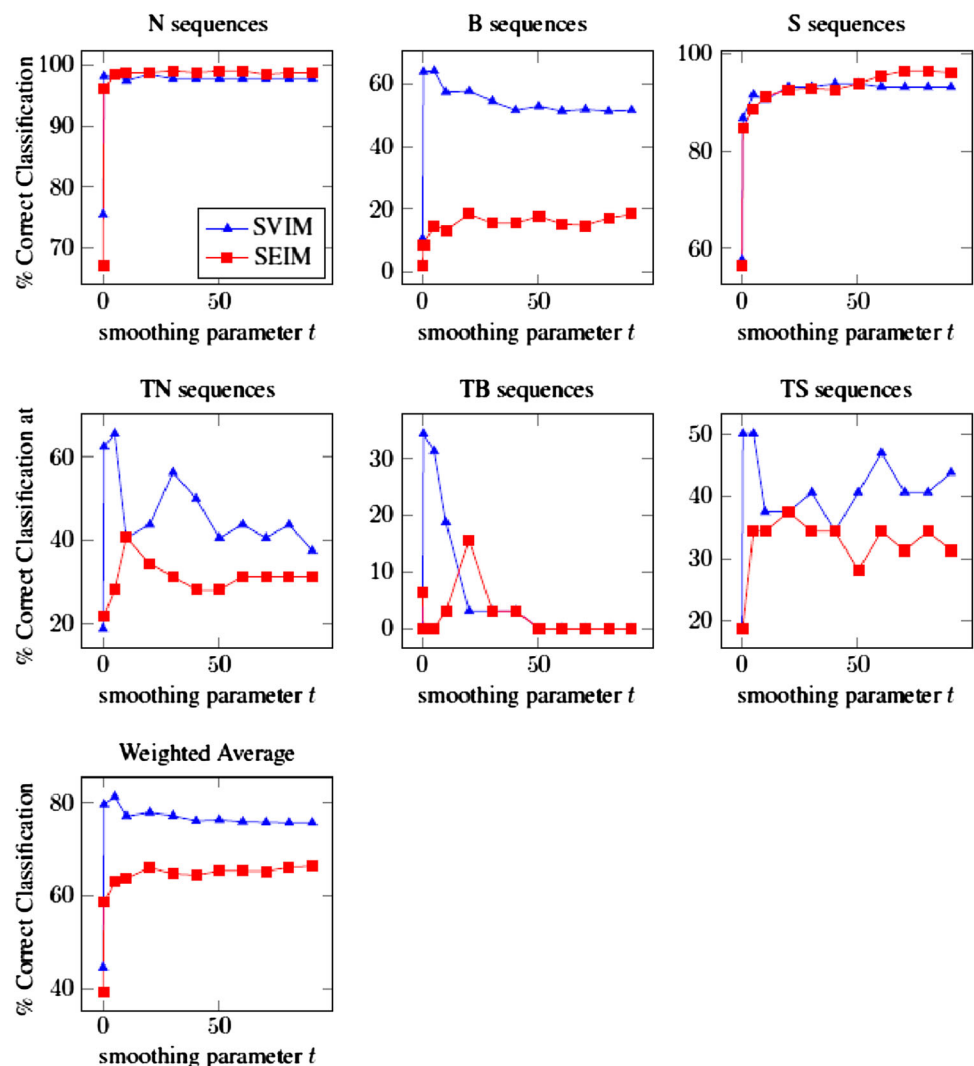 N sequences
B sequences
S sequences
% Correct Classification
100
90
80
70
0
50
smoothing parameter t
SVIM
SEIM
60
40
20
0
0
50
smoothing parameter t
100
80
60
0
50
smoothing parameter t
TN sequences
TB sequences
TS sequences
% Correct Classification at
60
40
20
0
50
smoothing parameter t
30
20
10
0
0
50
smoothing parameter t
50
40
30
20
0
50
smoothing parameter t
Weighted Average
% Correct Classification
80
60
40
0
50
smoothing parameter t